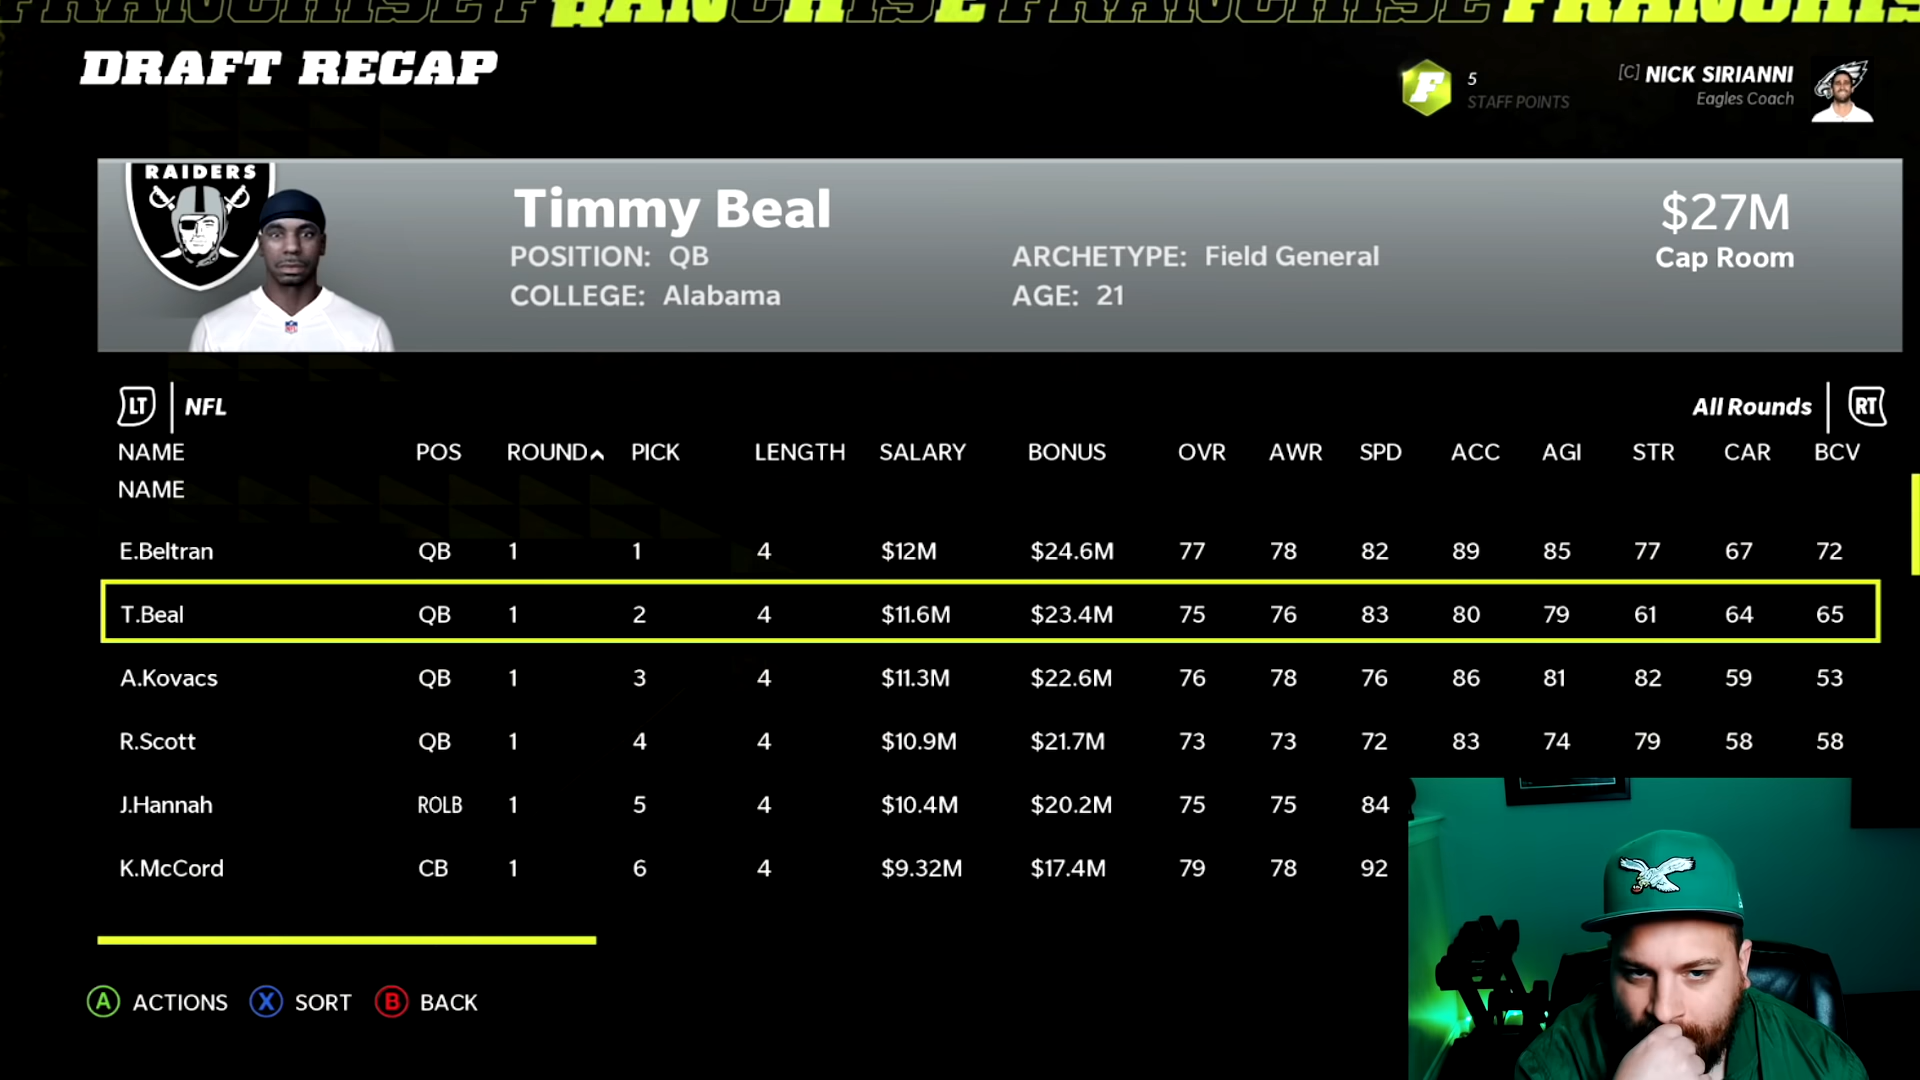 FRANCHISE FRANCHISE FRANCHISE FRANCHIS
DRAFT RECAP
5
STAFF POINTS
[C] NICK SIRIANNI
Eagles Coach
RAIDERS
Timmy Beal
POSITION: QB
COLLEGE: Alabama
ARCHETYPE: Field General
AGE: 21
$27M
Cap Room
LT NFL
All Rounds RT
NAME POS ROUND PICK LENGTH SALARY BONUS OVR AWR SPD ACC AGI STR CAR BCV
NAME
E.Beltran QB 1 1 4 $12M $24.6M 77 78 82 89 85 77 67 72
T.Beal QB 1 2 4 $11.6M $23.4M 75 76 83 80 79 61 64 65
A.Kovacs QB 1 3 4 $11.3M $22.6M 76 78 76 86 81 82 59 53
R.Scott QB 1 4 4 $10.9M $21.7M 73 73 72 83 74 79 58 58
J.Hannah ROLB 1 5 4 $10.4M $20.2M 75 75 84
K.McCord CB 1 6 4 $9.32M $17.4M 79 78 92
A ACTIONS X SORT B BACK